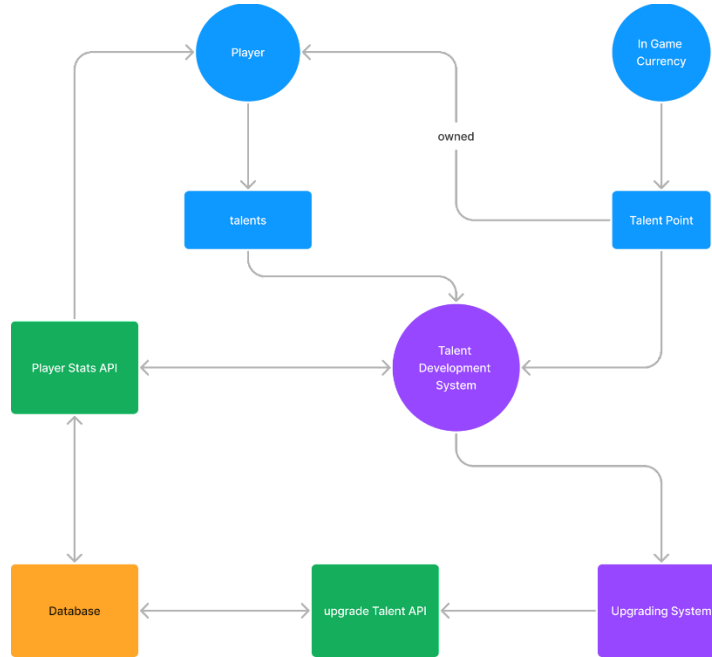 Player
In Game
Currency
owned
talents
Talent Point
Player Stats API
Talent
Development
System
Database
upgrade Talent API
Upgrading System